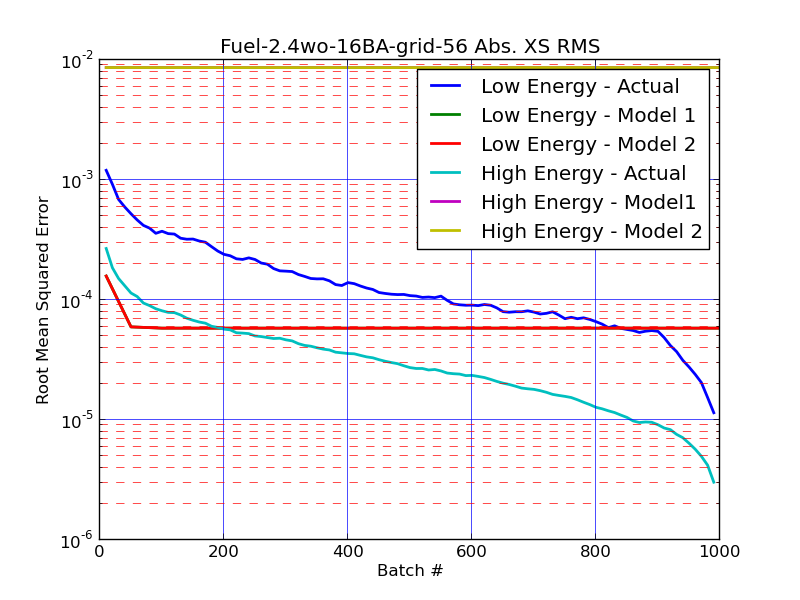 Fuel-2.4wo-16BA-grid-56 Abs. XS RMS
10^-2
10^-3
10^-4
10^-5
10^-6
Root Mean Squared Error
Low Energy - Actual
Low Energy - Model 1
Low Energy - Model 2
High Energy - Actual
High Energy - Model1
High Energy - Model 2
0 200 400 600 800 1000
Batch #